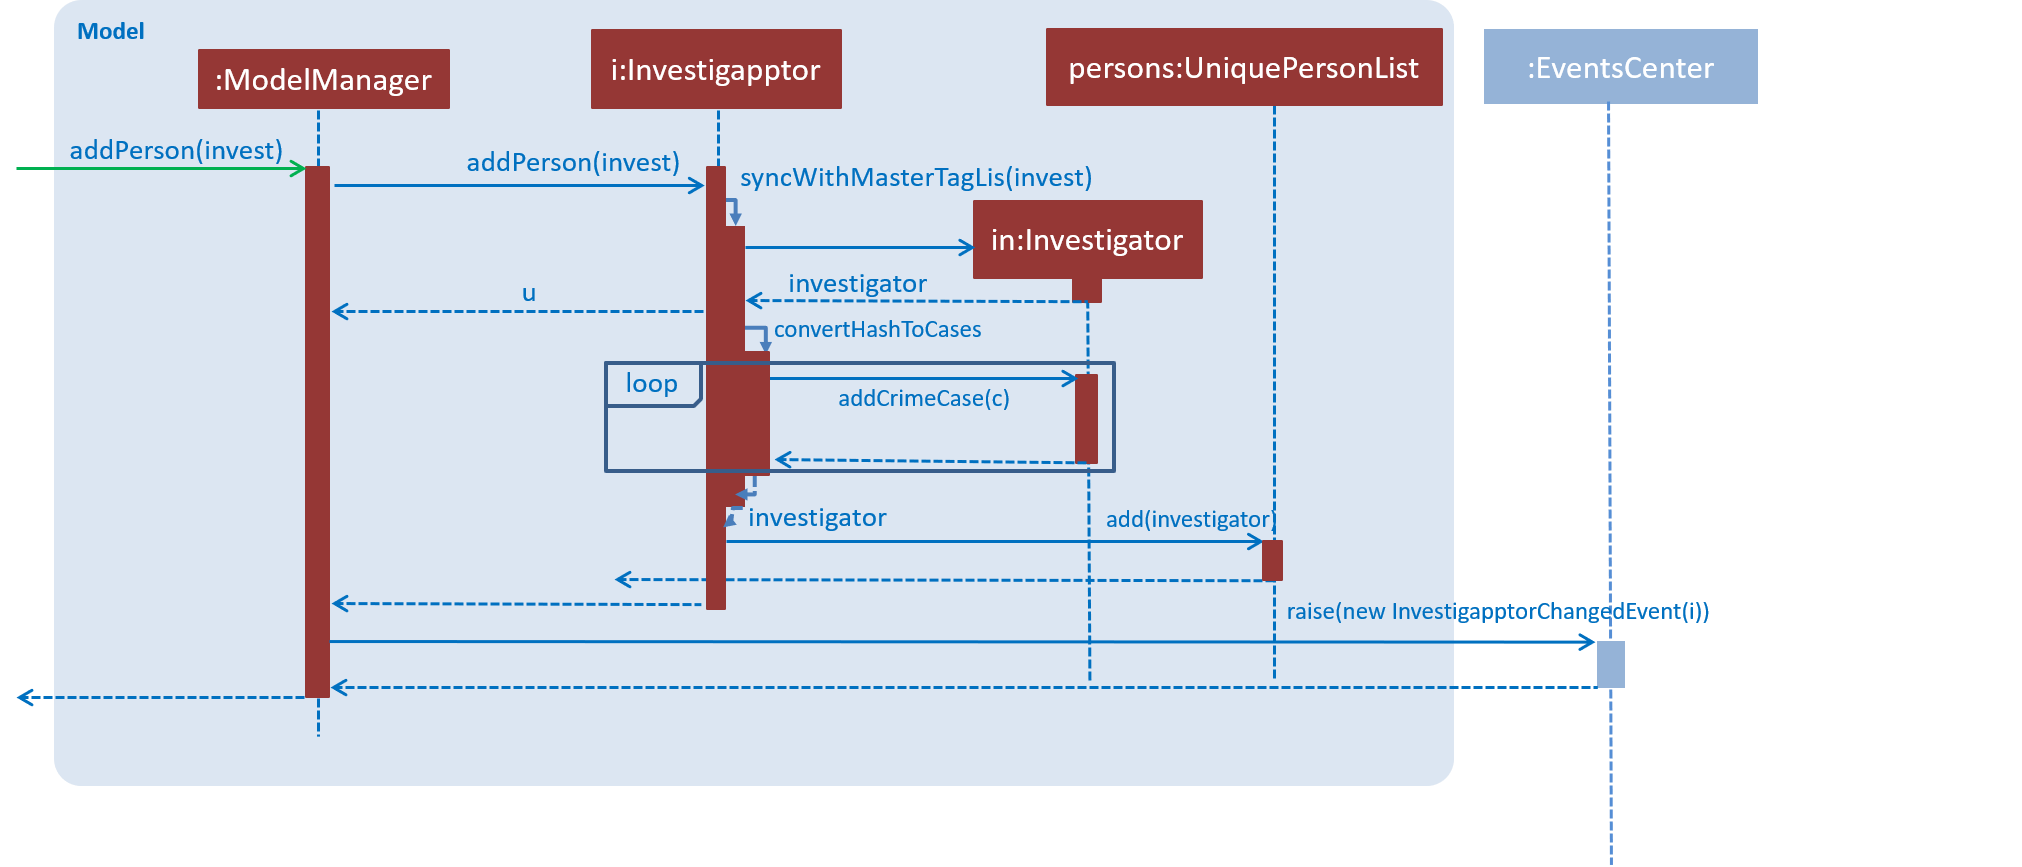 Model
:ModelManager
i:Investigapptor
persons:UniquePersonList
:EventsCenter
addPerson(invest)
addPerson(invest)
syncWithMasterTagLis(invest)
in:Investigator
investigator
u
convertHashToCases
loop
addCrimeCase(c)
investigator
add(investigator)
raise(new InvestigapptorChangedEvent(i))